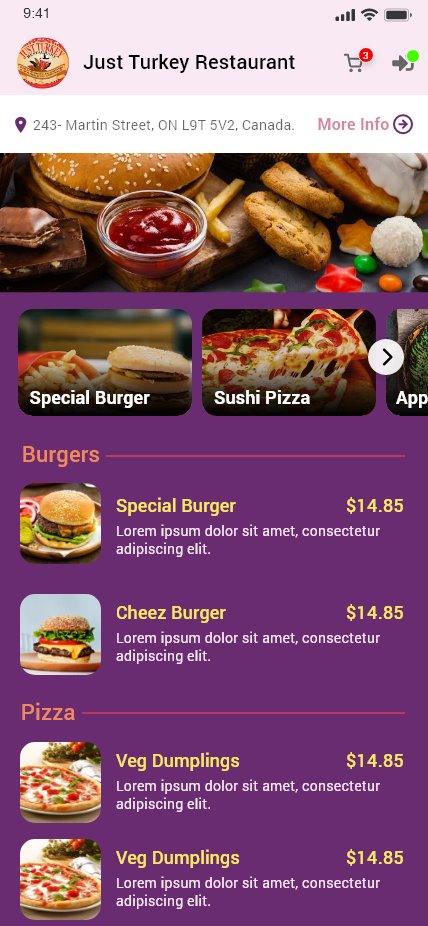 9:41
JUST TURKEY
Just Turkey Restaurant
3
243- Martin Street, ON L9T 5V2, Canada.
More Info
Special Burger
Sushi Pizza
App
Burgers
Special Burger
$14.85
Lorem ipsum dolor sit amet, consectetur
adipiscing elit.
Cheez Burger
$14.85
Lorem ipsum dolor sit amet, consectetur
adipiscing elit.
Pizza
Veg Dumplings
$14.85
Lorem ipsum dolor sit amet, consectetur
adipiscing elit.
Veg Dumplings
$14.85
Lorem ipsum dolor sit amet, consectetur
adipiscing elit.